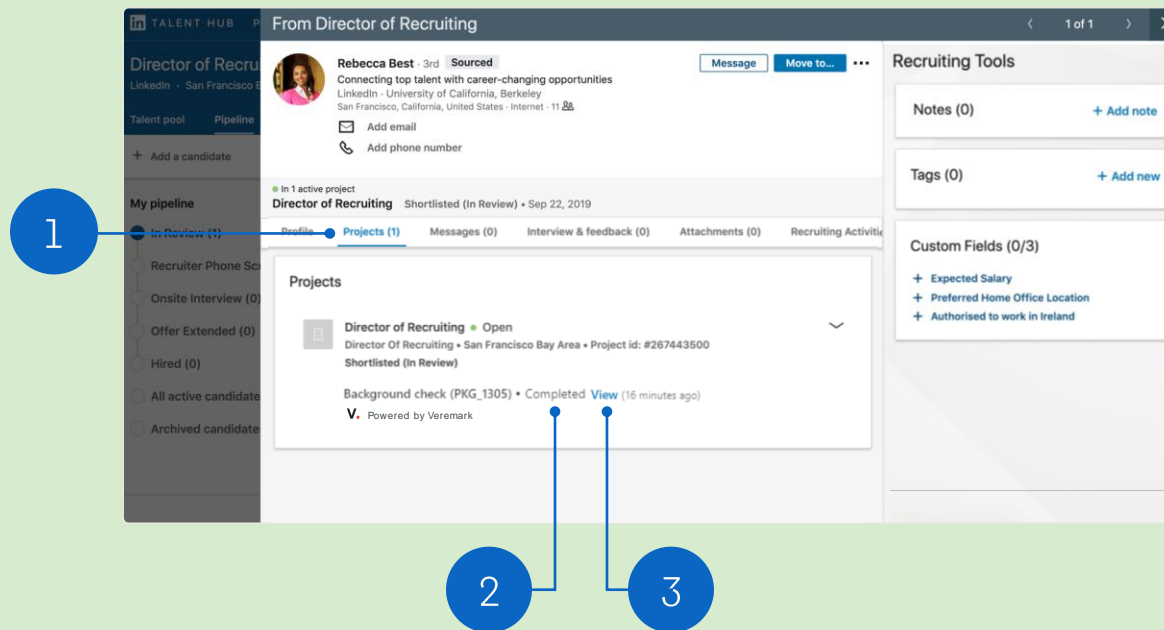 in TALENT HUB P
From Director of Recruiting
1 of 1
Director of Recru
LinkedIn · San Francisco B
Talent pool Pipeline
+ Add a candidate
My pipeline
In Review (1)
Recruiter Phone Scr
Onsite Interview (0)
Offer Extended (0)
Hired (0)
All active candidate
Archived candidate
Rebecca Best · 3rd Sourced
Connecting top talent with career-changing opportunities
LinkedIn · University of California, Berkeley
San Francisco, California, United States · Internet · 11
Add email
Add phone number
Message Move to... •••
In 1 active project
Director of Recruiting Shortlisted (In Review) • Sep 22, 2019
Profile Projects (1) Messages (0) Interview & feedback (0) Attachments (0) Recruiting Activitie
Projects
Director of Recruiting • Open
Director Of Recruiting • San Francisco Bay Area • Project id: #267443500
Shortlisted (In Review)
Background check (PKG_1305) • Completed View (16 minutes ago)
V. Powered by Veremark
Recruiting Tools
Notes (0) + Add note
Tags (0) + Add new
Custom Fields (0/3)
+ Expected Salary
+ Preferred Home Office Location
+ Authorised to work in Ireland
1
2
3